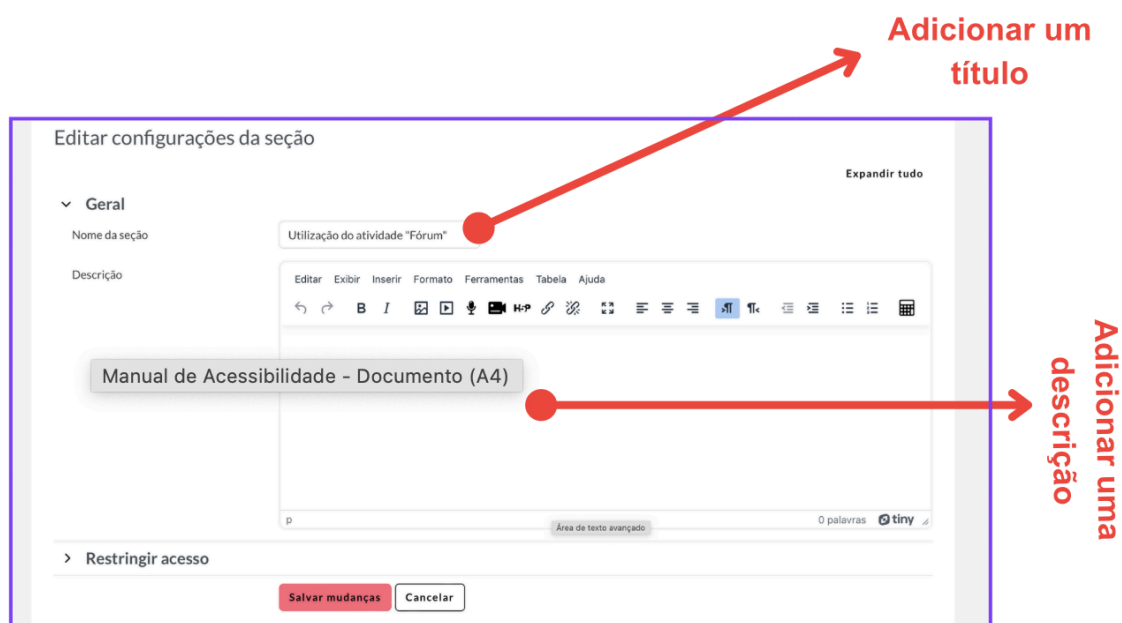 Adicionar um
título
Editar configurações da seção
Expandir tudo
Geral
Nome da seção
Utilização do atividade "Fórum"
Descrição
Editar Exibir Inserir Formato Ferramentas Tabela Ajuda
B I H-P
Manual de Acessibilidade - Documento (A4)
Adicionar uma
descrição
p
Área de texto avançado
0 palavras tiny
Restringir acesso
Salvar mudanças
Cancelar